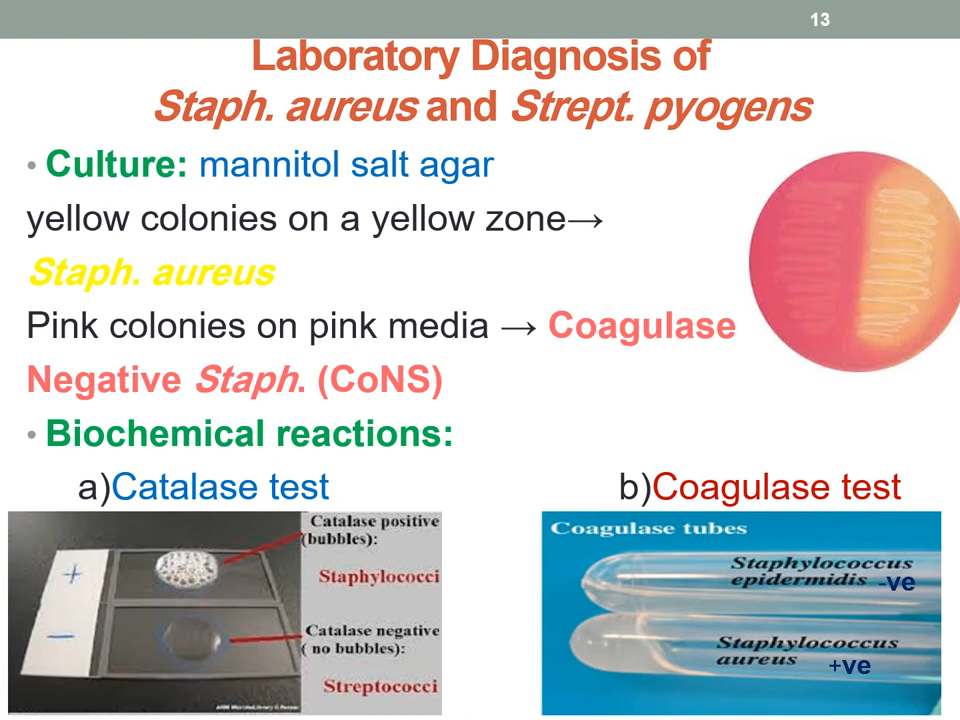 13
Laboratory Diagnosis of
Staph. aureus and Strept. pyogens
• Culture: mannitol salt agar
yellow colonies on a yellow zone→
Staph. aureus
Pink colonies on pink media → Coagulase
Negative Staph. (CoNS)
• Biochemical reactions:
a)Catalase test
b)Coagulase test
Catalase positive
(bubbles):
Staphylococci
+
−
Catalase negative
( no bubbles):
Streptococci
Coagulase tubes
Staphylococcus
epidermidis -ve
Staphylococcus
aureus +ve